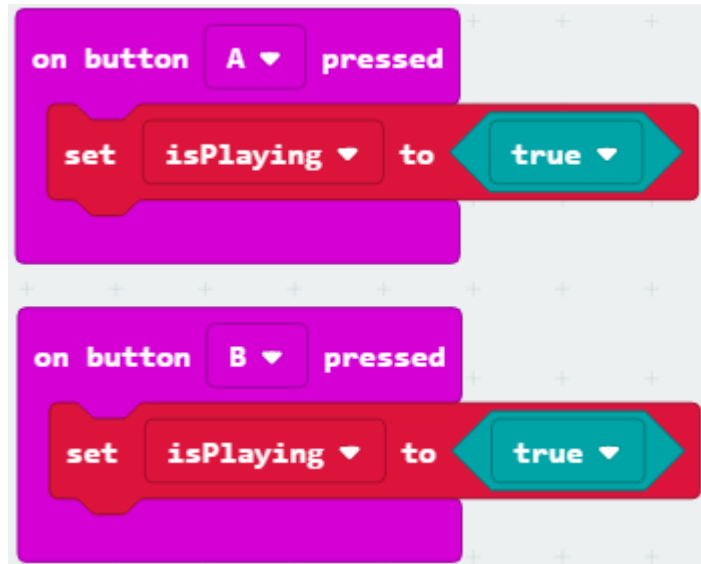 on button A pressed
set isPlaying to true
on button B pressed
set isPlaying to true